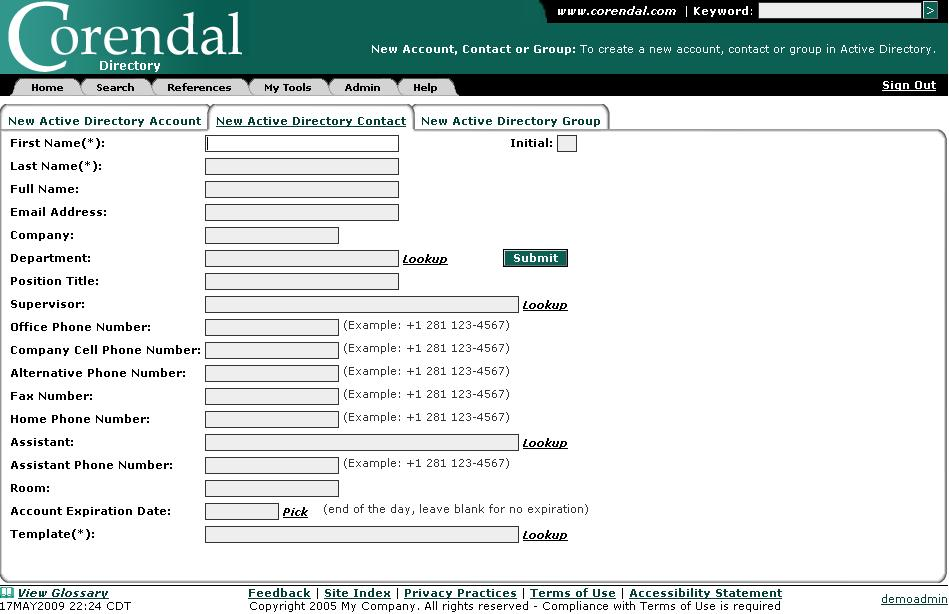 www.corendal.com | Keyword: >
Corendal
Directory
New Account, Contact or Group: To create a new account, contact or group in Active Directory.
Home Search References My Tools Admin Help Sign Out
New Active Directory Account New Active Directory Contact New Active Directory Group
First Name(*): Initial:
Last Name(*):
Full Name:
Email Address:
Company:
Department: Lookup Submit
Position Title:
Supervisor: Lookup
Office Phone Number: (Example: +1 281 123-4567)
Company Cell Phone Number: (Example: +1 281 123-4567)
Alternative Phone Number: (Example: +1 281 123-4567)
Fax Number: (Example: +1 281 123-4567)
Home Phone Number: (Example: +1 281 123-4567)
Assistant: Lookup
Assistant Phone Number: (Example: +1 281 123-4567)
Room:
Account Expiration Date: Pick (end of the day, leave blank for no expiration)
Template(*): Lookup
View Glossary Feedback | Site Index | Privacy Practices | Terms of Use | Accessibility Statement
17MAY2009 22:24 CDT Copyright 2005 My Company. All rights reserved - Compliance with Terms of Use is required demoadmin